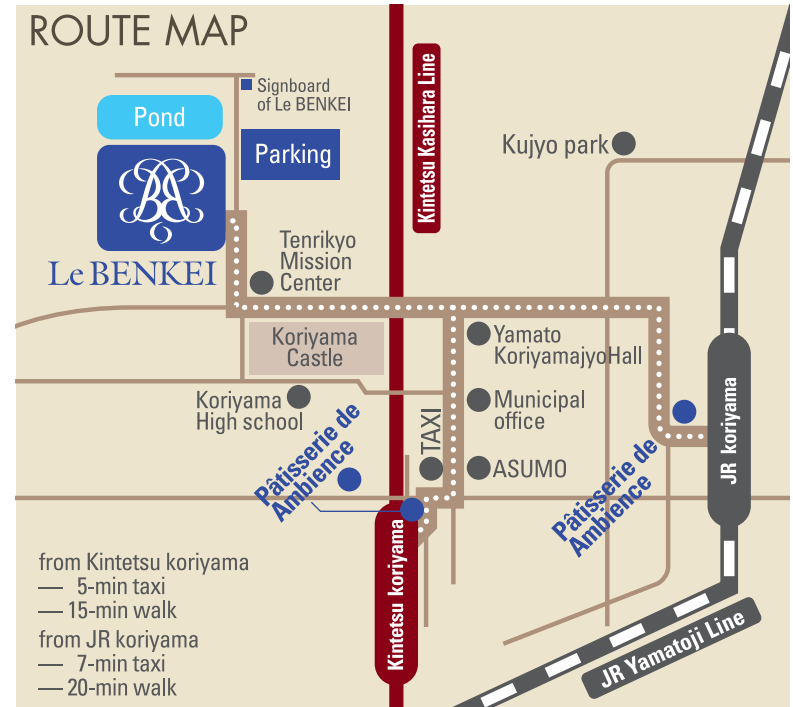 ROUTE MAP
Signboard
of Le BENKEI
Pond
Parking
Le BENKEI
Kintetsu Kasihara Line
Kujyo park
Tenrikyo
Mission
Center
Koriyama
Castle
Yamato
KoriyamajyoHall
Koriyama
High school
Municipal
office
TAXI
ASUMO
Pâtisserie de
Ambience
Pâtisserie de
Ambience
JR koriyama
Kintetsu koriyama
JR Yamatoji Line
from Kintetsu koriyama
— 5-min taxi
— 15-min walk
from JR koriyama
— 7-min taxi
— 20-min walk